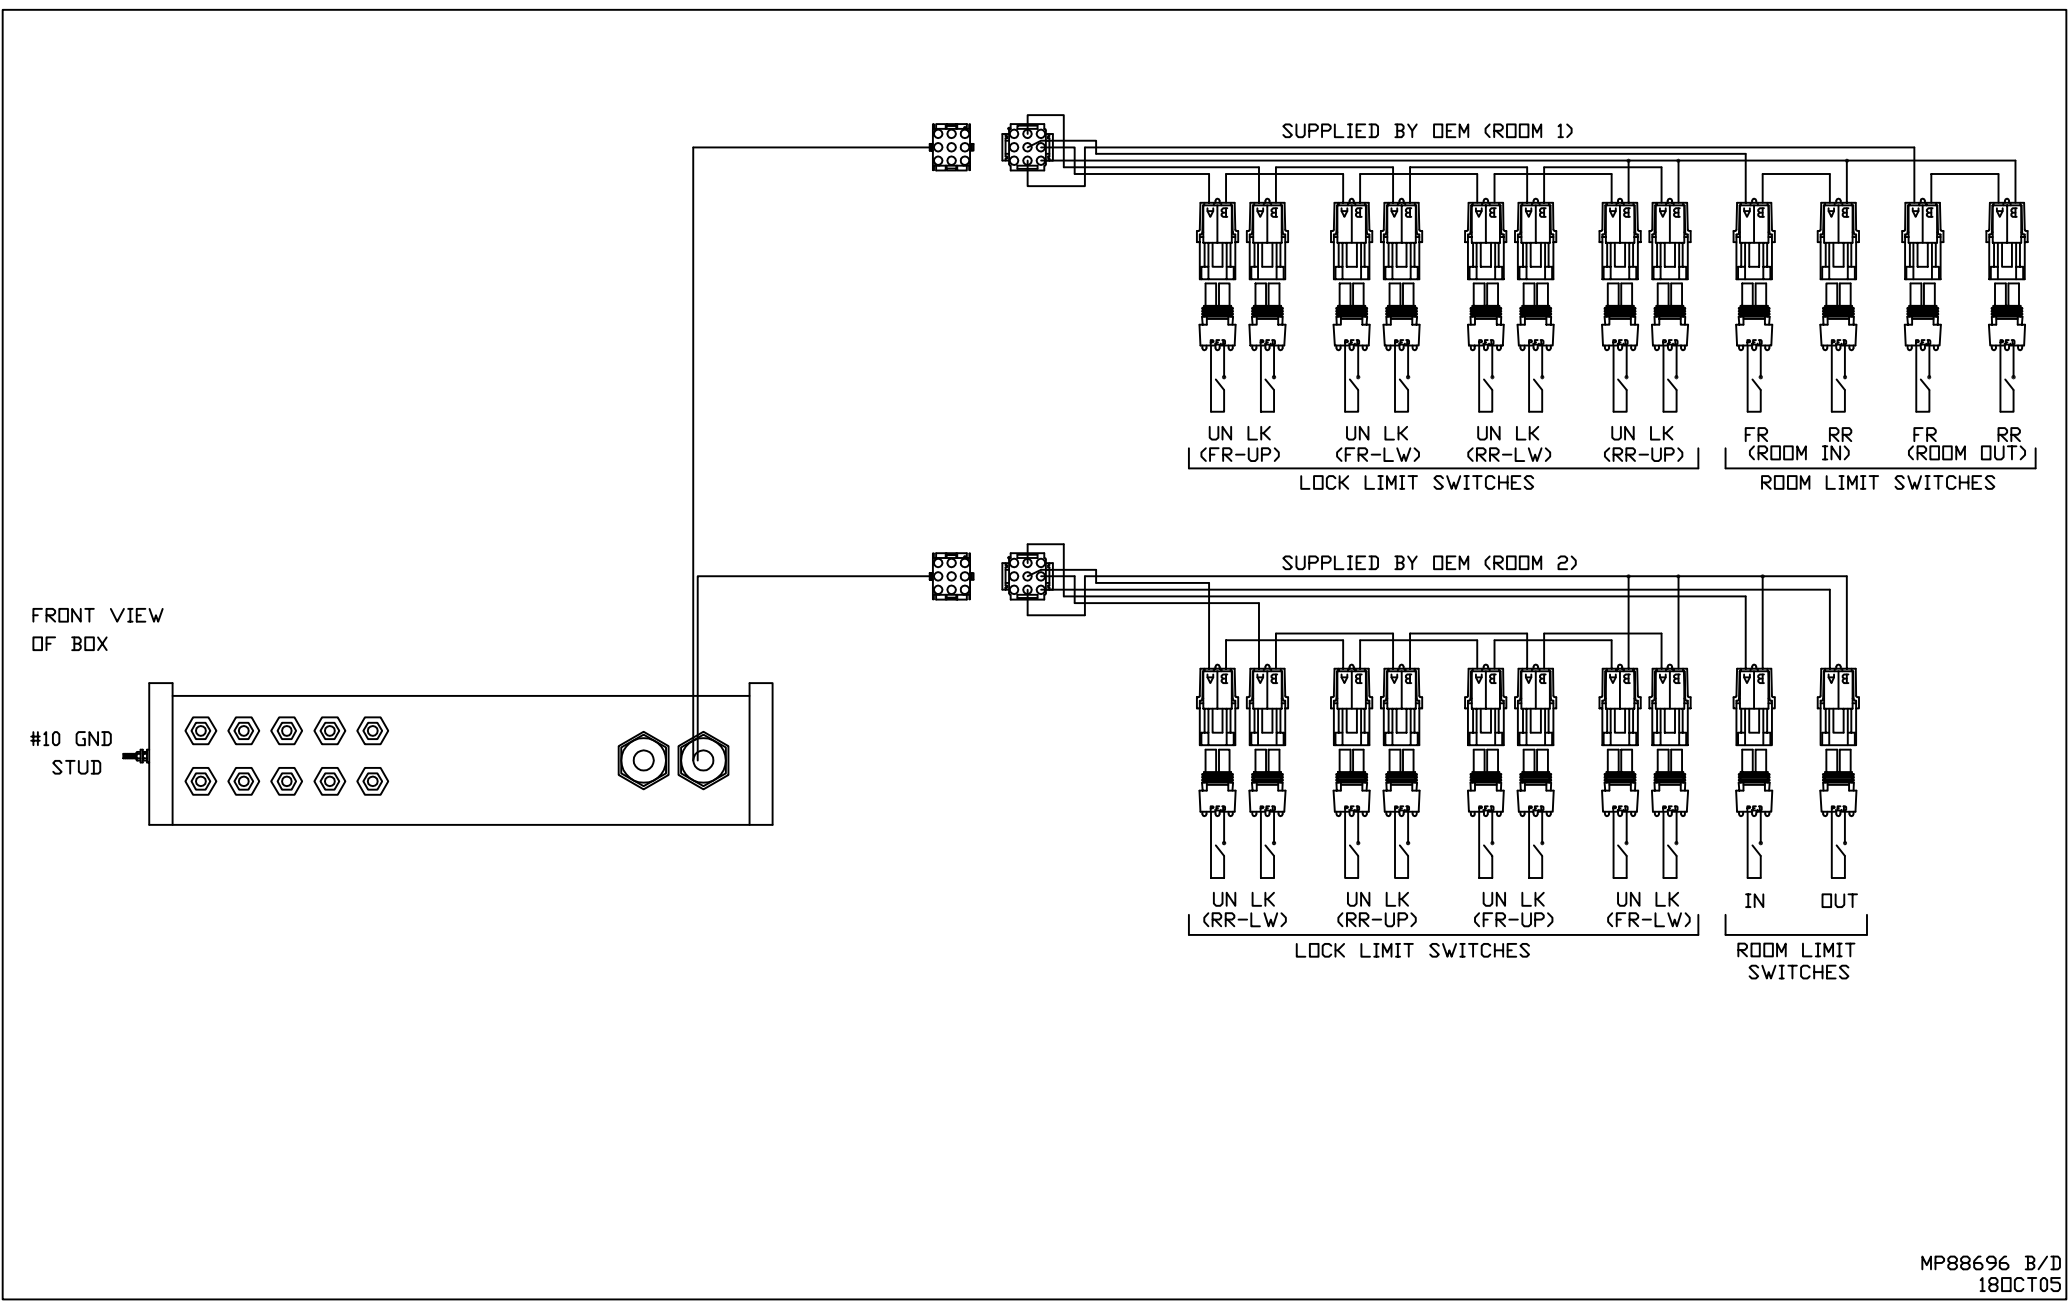 SUPPLIED BY OEM (ROOM 1)
A B A B A B A B A B A B A B A B A B A B A B A B
UN LK UN LK UN LK UN LK FR RR FR RR
(FR-UP) (FR-LW) (RR-LW) (RR-UP) (ROOM IN) (ROOM OUT)
LOCK LIMIT SWITCHES ROOM LIMIT SWITCHES
SUPPLIED BY OEM (ROOM 2)
FRONT VIEW
OF BOX
#10 GND
STUD
A B A B A B A B A B A B A B A B A B A B
UN LK UN LK UN LK UN LK IN OUT
(RR-LW) (RR-UP) (FR-UP) (FR-LW)
LOCK LIMIT SWITCHES ROOM LIMIT
SWITCHES
MP88696 B/D
18OCT05